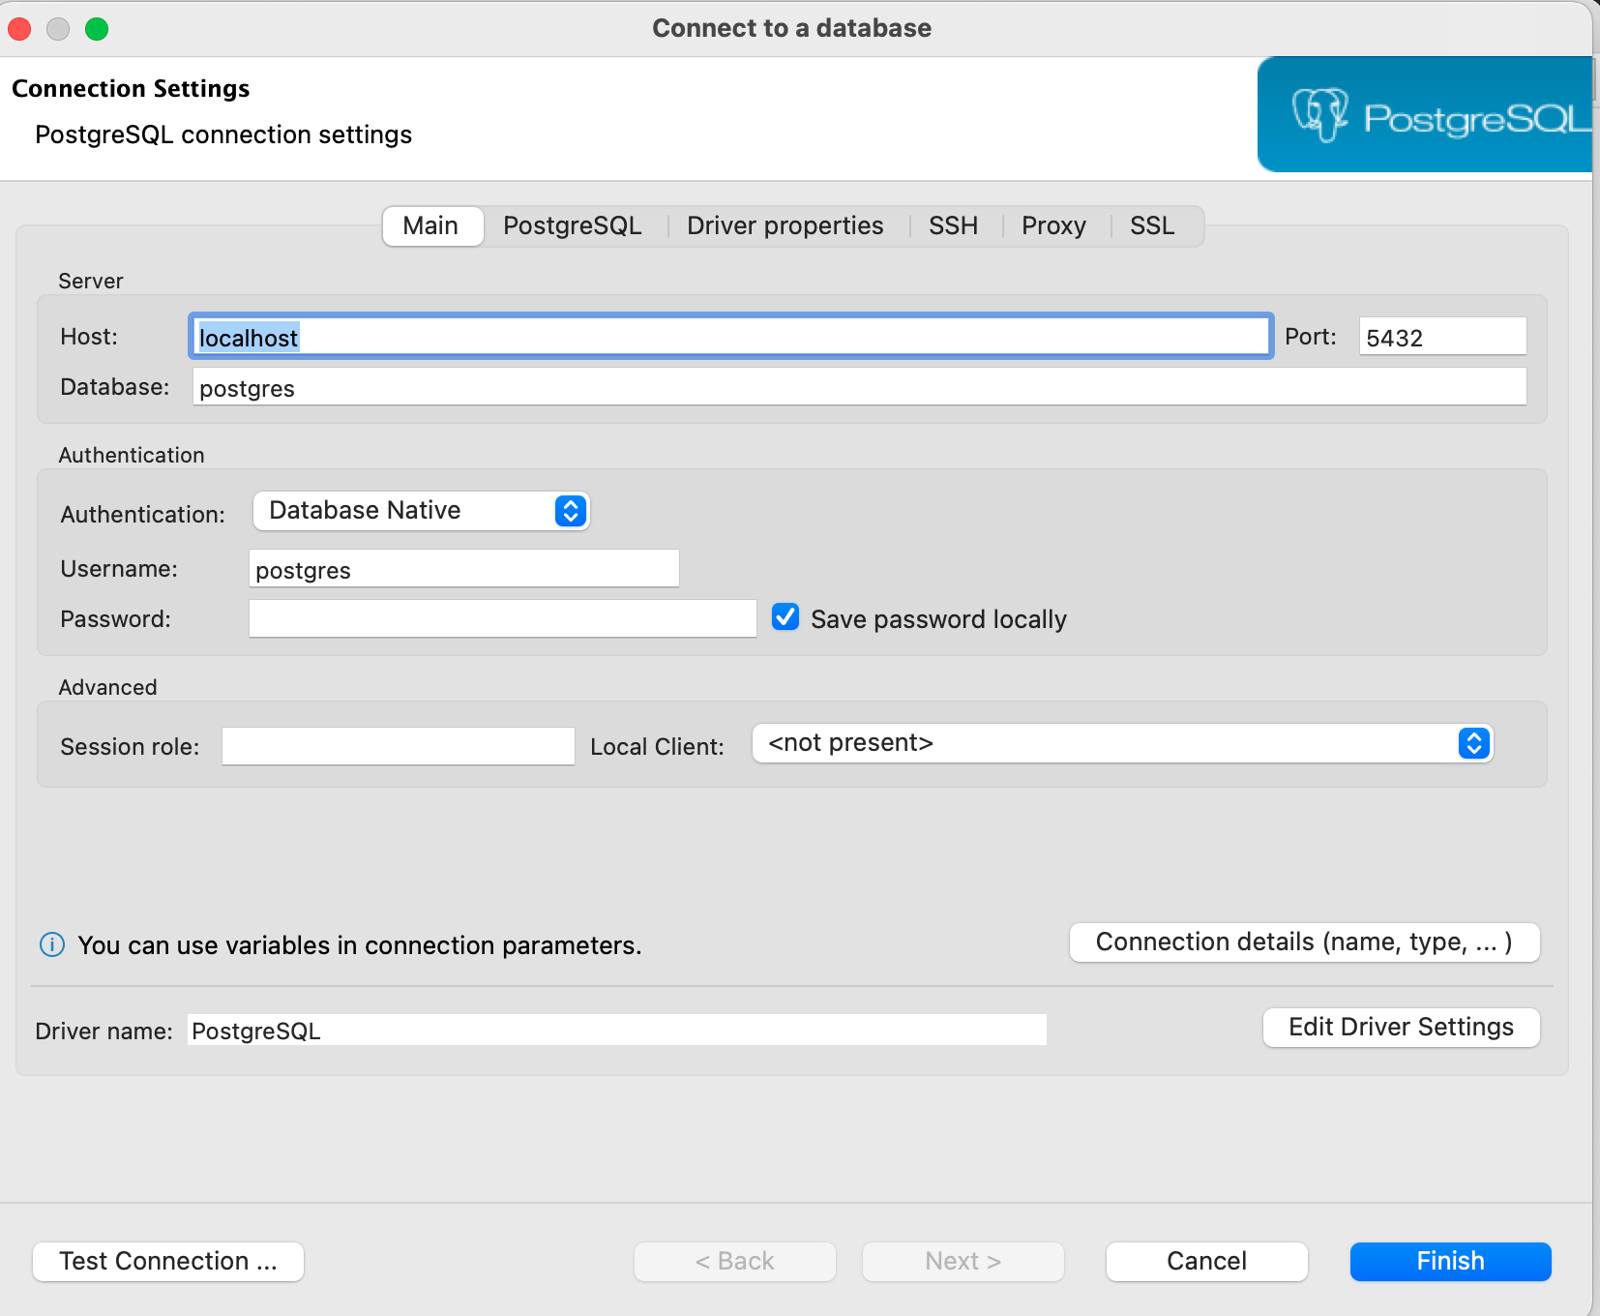 Connect to a database
Connection Settings
PostgreSQL connection settings
PostgreSQL
Main PostgreSQL Driver properties SSH Proxy SSL
Server
Host: localhost Port: 5432
Database: postgres
Authentication
Authentication: Database Native
Username: postgres
Password: Save password locally
Advanced
Session role: Local Client: <not present>
You can use variables in connection parameters. Connection details (name, type, ... )
Driver name: PostgreSQL Edit Driver Settings
Test Connection ... < Back Next > Cancel Finish